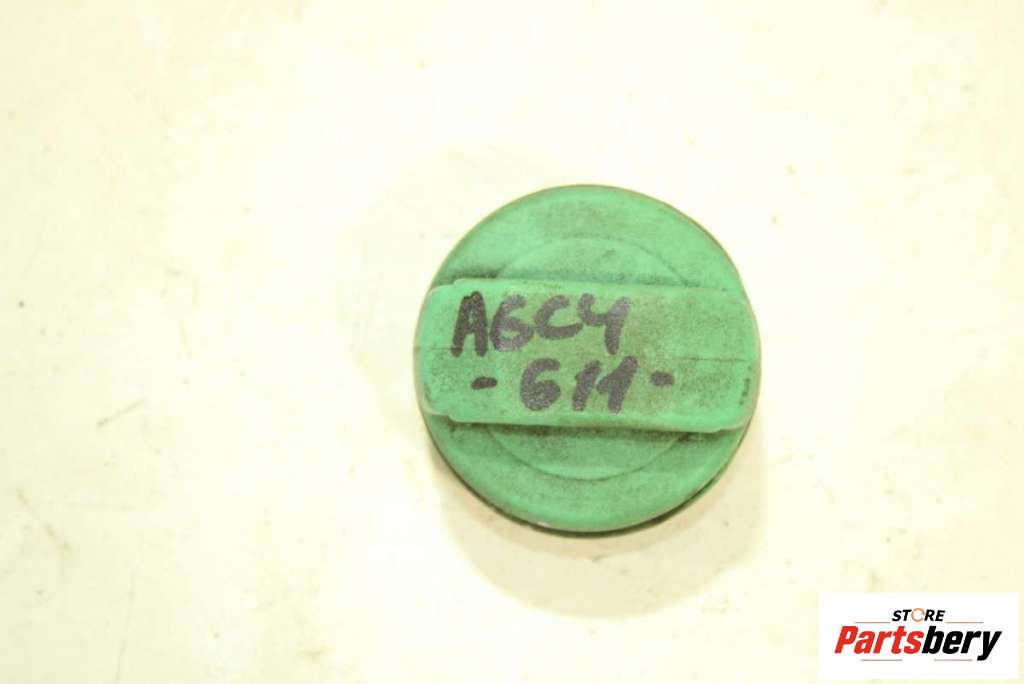 A6C4
- 611 -
STORE
Partsbery